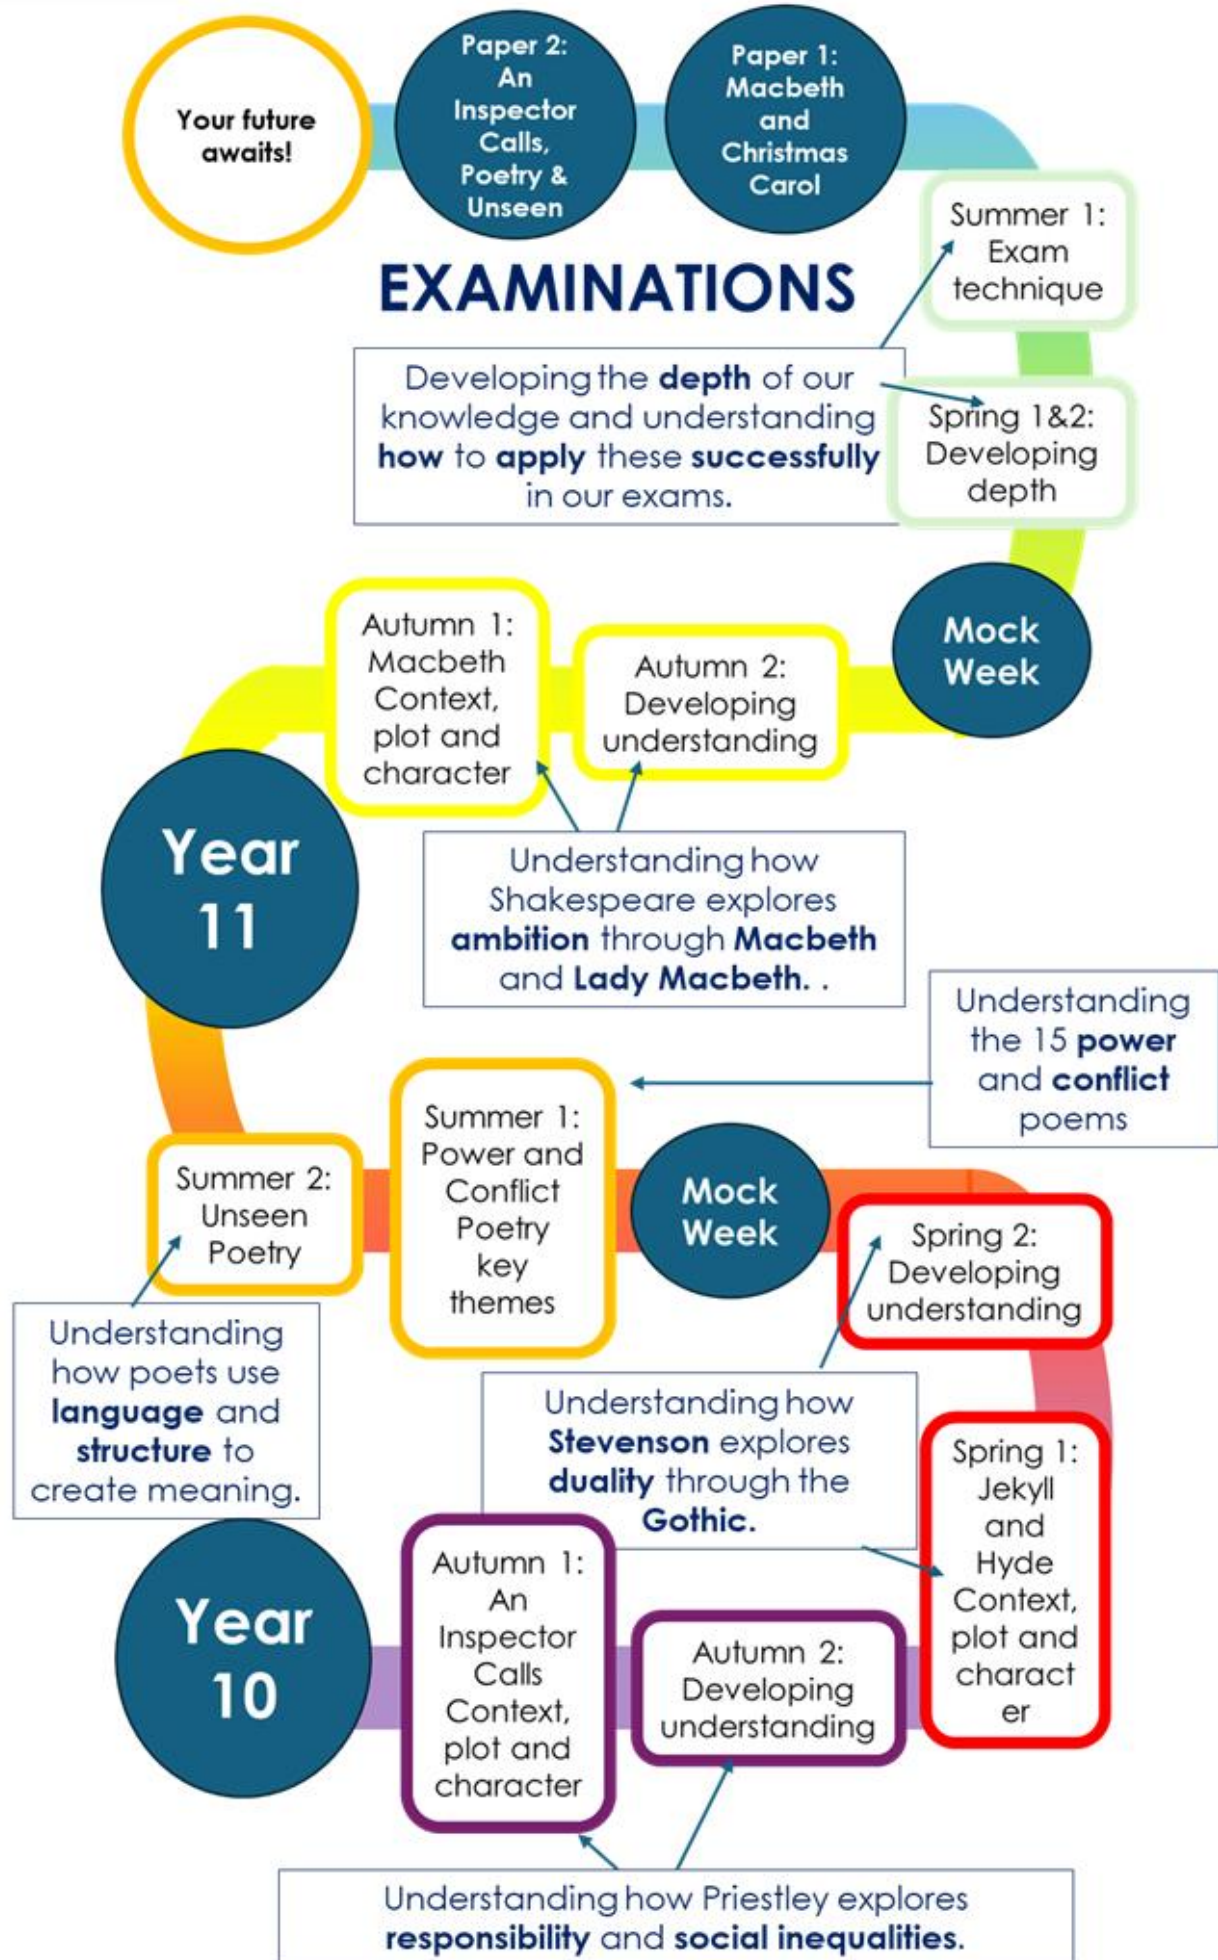 Your future
awaits!
Paper 2:
An
Inspector
Calls,
Poetry &
Unseen
Paper 1:
Macbeth
and
Christmas
Carol
Summer 1:
Exam
technique
EXAMINATIONS
Developing the depth of our
knowledge and understanding
how to apply these successfully
in our exams.
Spring 1&2:
Developing
depth
Mock
Week
Autumn 1:
Macbeth
Context,
plot and
character
Autumn 2:
Developing
understanding
Year
11
Understanding how
Shakespeare explores
ambition through Macbeth
and Lady Macbeth. .
Understanding
the 15 power
and conflict
poems
Summer 2:
Unseen
Poetry
Summer 1:
Power and
Conflict
Poetry
key
themes
Mock
Week
Spring 2:
Developing
understanding
Understanding
how poets use
language and
structure to
create meaning.
Understanding how
Stevenson explores
duality through the
Gothic.
Spring 1:
Jekyll
and
Hyde
Context,
plot and
charact
er
Year
10
Autumn 1:
An
Inspector
Calls
Context,
plot and
character
Autumn 2:
Developing
understanding
Understanding how Priestley explores
responsibility and social inequalities.